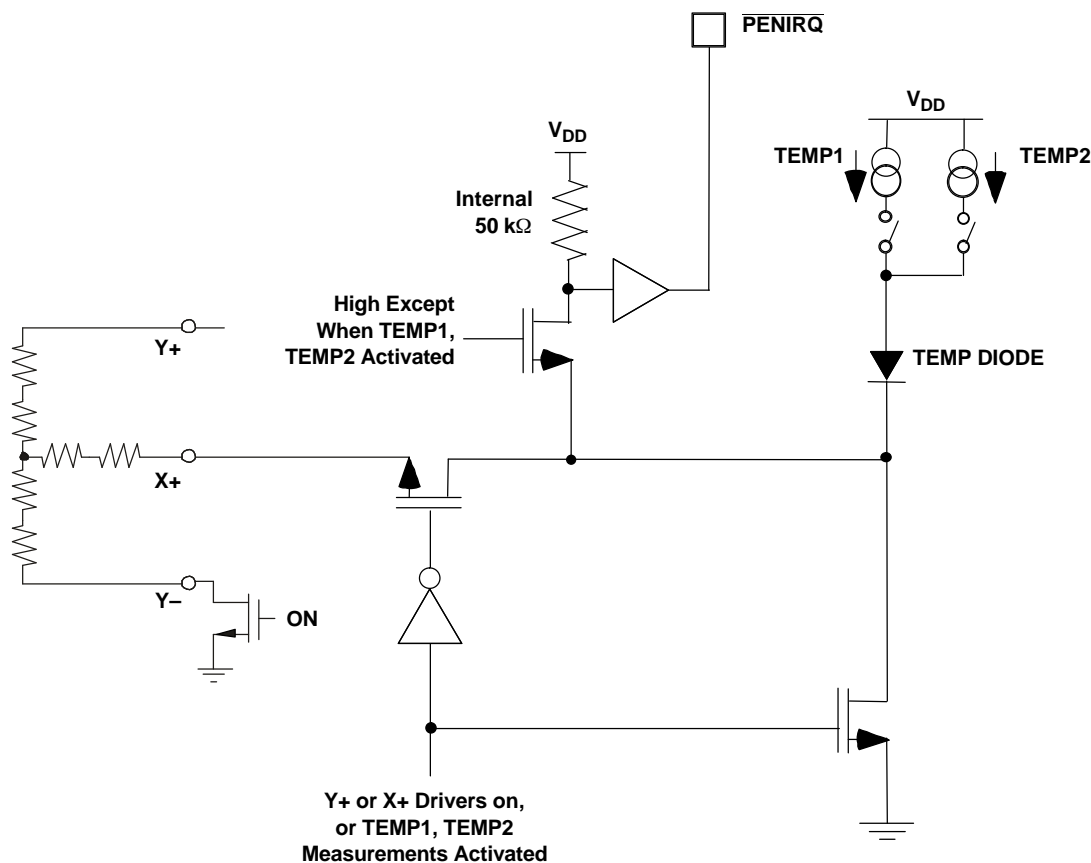 PENIRQ
VDD
TEMP1
TEMP2
VDD
Internal
50 kΩ
High Except
When TEMP1,
TEMP2 Activated
TEMP DIODE
Y+
X+
Y–
ON
Y+ or X+ Drivers on,
or TEMP1, TEMP2
Measurements Activated